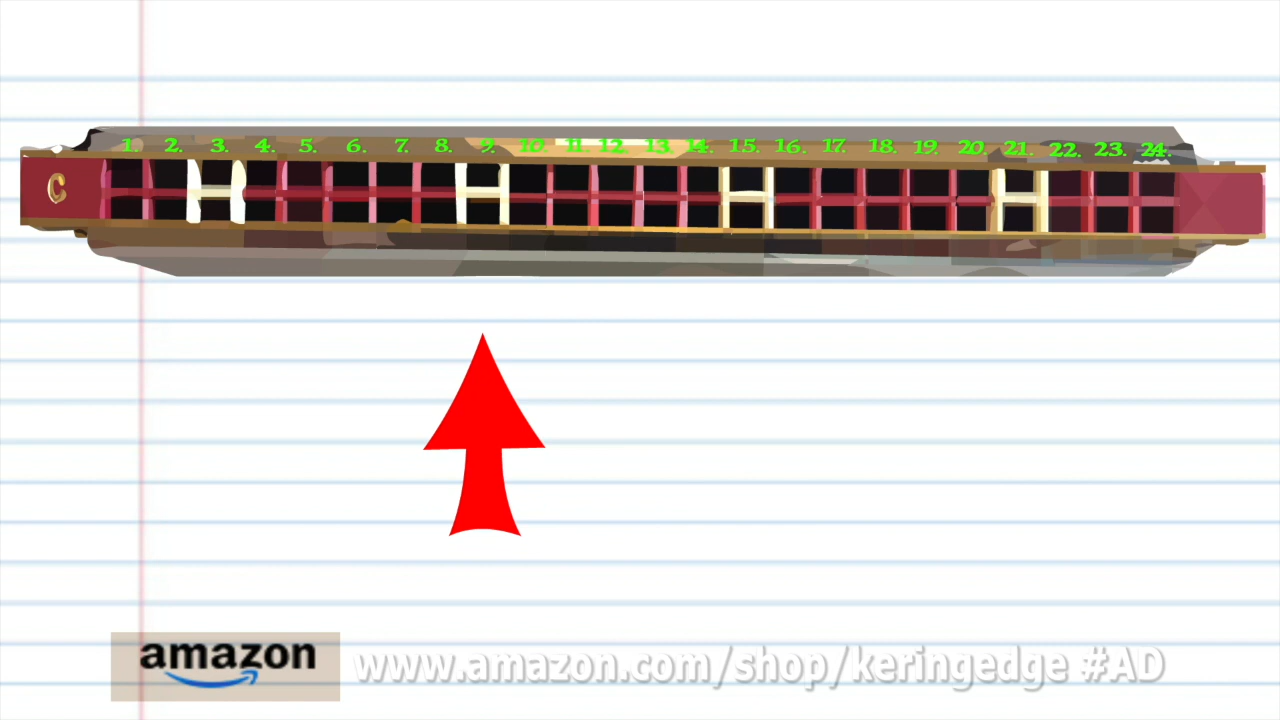 1. 2. 3. 4. 5. 6. 7. 8. 9. 10. 11. 12. 13. 14. 15. 16. 17. 18. 19. 20. 21. 22. 23. 24.
C
amazon www.amazon.com/shop/keringedge #AD